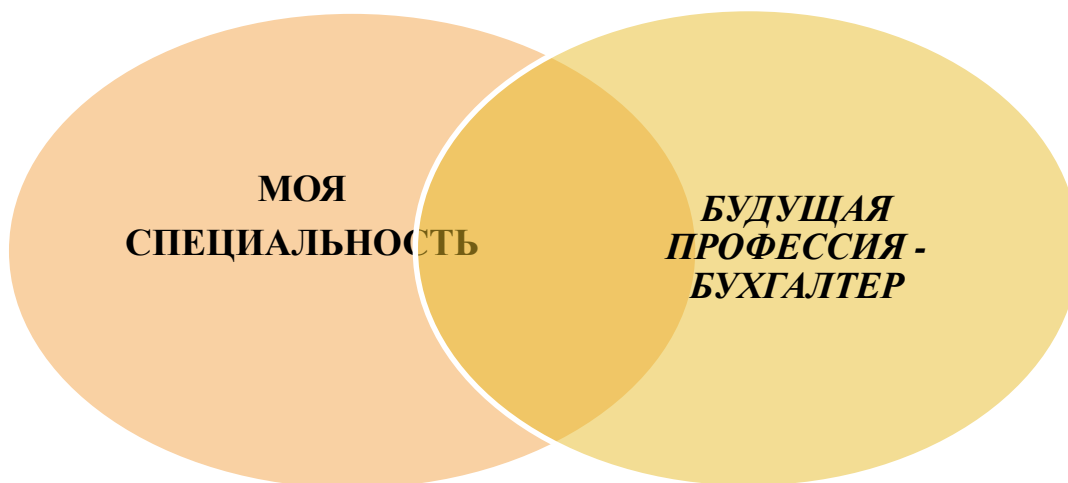 МОЯ
СПЕЦИАЛЬНОСТЬ
БУДУЩАЯ
ПРОФЕССИЯ -
БУХГАЛТЕР